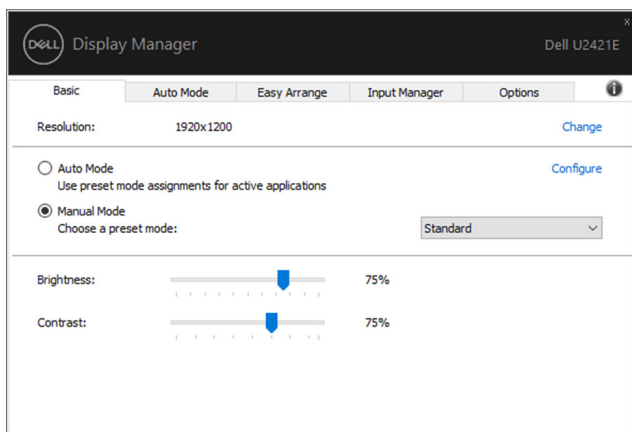 DELL Display Manager
x
Dell U2421E
Basic Auto Mode Easy Arrange Input Manager Options i
Resolution: 1920x1200 Change
Auto Mode Configure
Use preset mode assignments for active applications
Manual Mode
Choose a preset mode: Standard
Brightness: 75%
Contrast: 75%